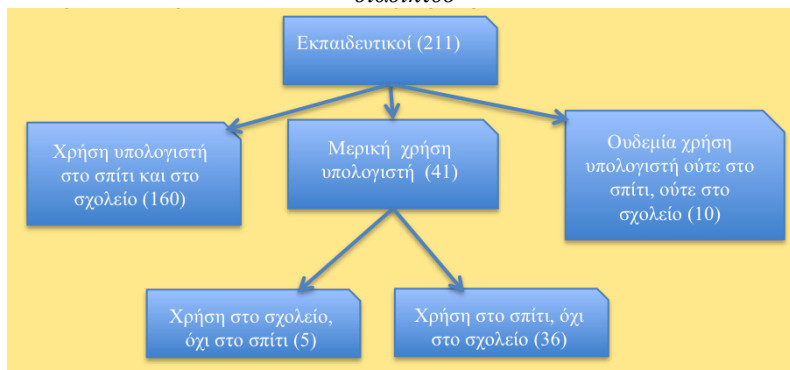 Εκπαιδευτικοί (211)
Χρήση υπολογιστή
στο σπίτι και στο
σχολείο (160)
Μερική χρήση
υπολογιστή (41)
Ουδεμία χρήση
υπολογιστή ούτε στο
σπίτι, ούτε στο
σχολείο (10)
Χρήση στο σχολείο,
όχι στο σπίτι (5)
Χρήση στο σπίτι, όχι
στο σχολείο (36)